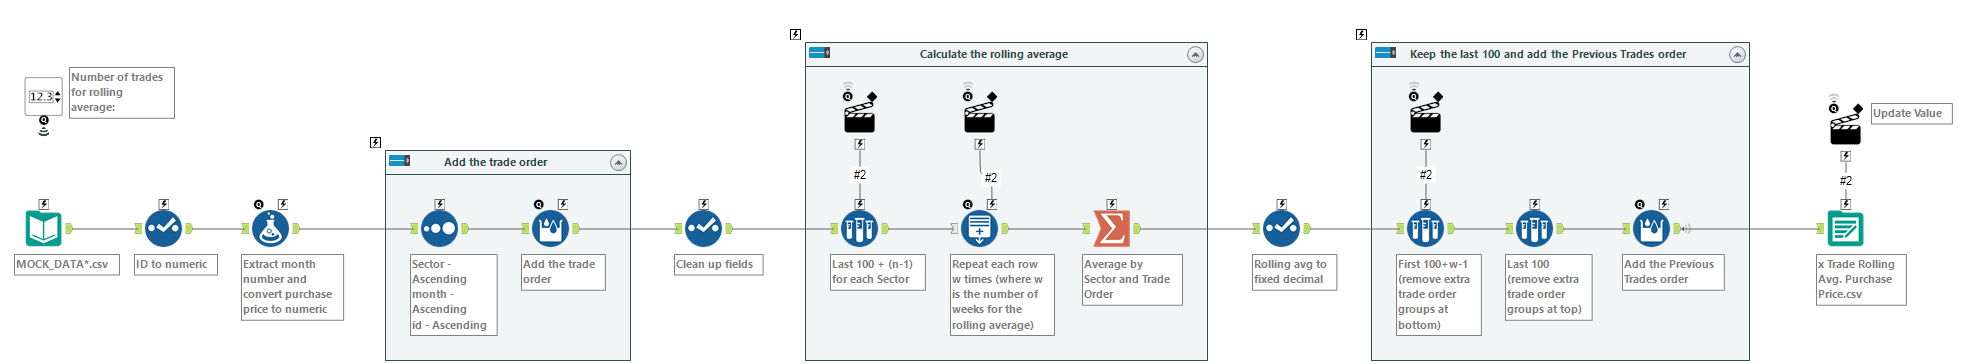 Number of trades
for rolling
average:
12.3
Q
MOCK_DATA*.csv
ID to numeric
Q
Extract month
number and
convert purchase
price to numeric
Add the trade order
Sector -
Ascending
month -
Ascending
id - Ascending
Q
Add the trade
order
Clean up fields
Calculate the rolling average
Q
#2
Last 100 + (n-1)
for each Sector
Q
#2
Q
Repeat each row
w times (where w
is the number of
weeks for the
rolling average)
Σ
Average by
Sector and Trade
Order
Rolling avg to
fixed decimal
Keep the last 100 and add the Previous Trades order
Q
#2
First 100+w-1
(remove extra
trade order
groups at
bottom)
Last 100
(remove extra
trade order
groups at top)
Q
Add the Previous
Trades order
Q
Update Value
#2
x Trade Rolling
Avg. Purchase
Price.csv